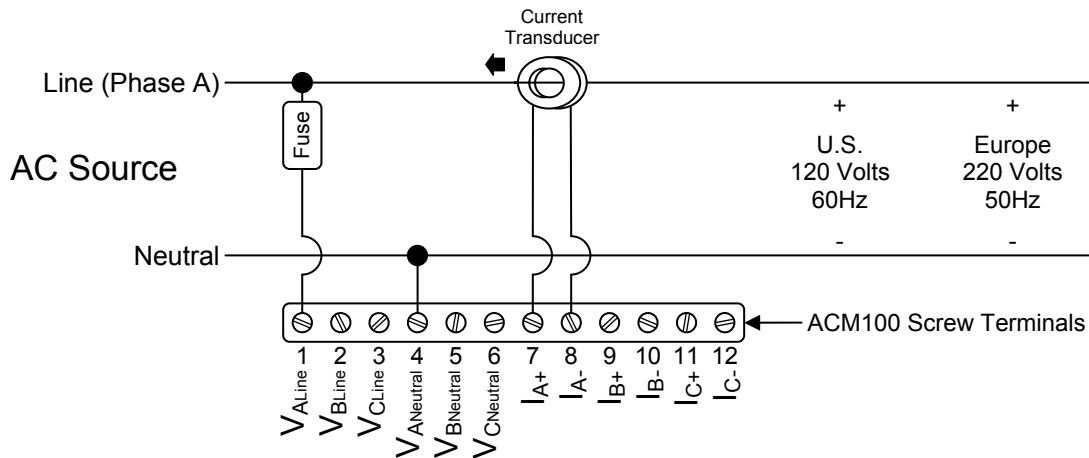 Current
Transducer
Line (Phase A)
Fuse
AC Source
+
U.S.
120 Volts
60Hz
-
+
Europe
220 Volts
50Hz
-
Neutral
ACM100 Screw Terminals
1 2 3 4 5 6 7 8 9 10 11 12
VALine
VBLine
VCLine
VANeutral
VBNeutral
VCNeutral
IA+
IA-
IB+
IB-
IC+
IC-